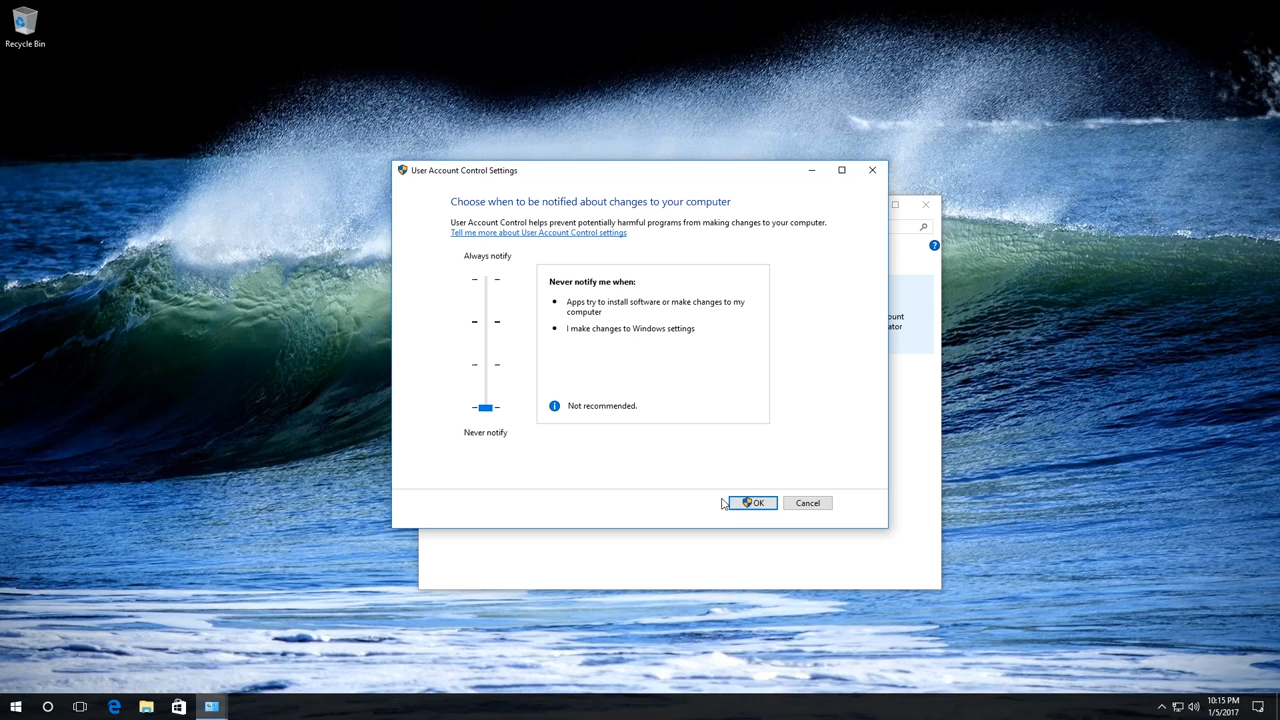 Recycle Bin
User Account Control Settings
Choose when to be notified about changes to your computer
User Account Control helps prevent potentially harmful programs from making changes to your computer.
Tell me more about User Account Control settings
Always notify
Never notify me when:
Apps try to install software or make changes to my
computer
I make changes to Windows settings
Not recommended.
Never notify
OK Cancel
ount
ator
10:15 PM
1/5/2017